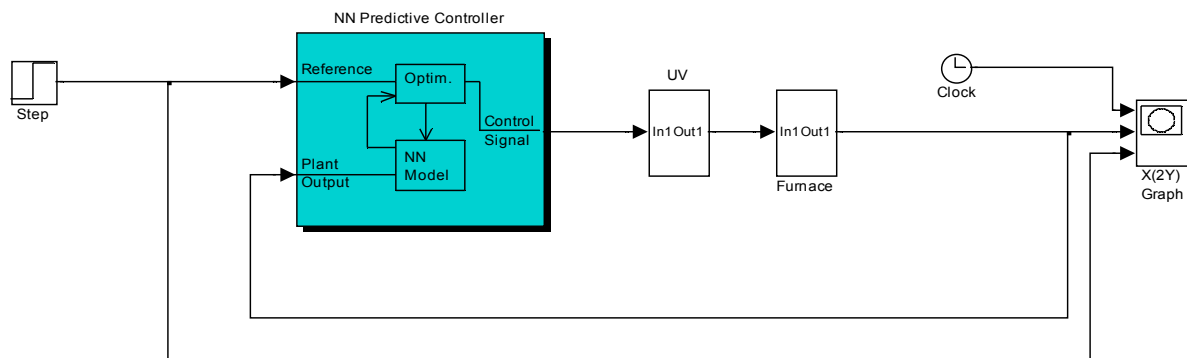 NN Predictive Controller
Step
Reference
Optim.
Control
Signal
Plant
Output
NN
Model
UV
In1 Out1
In1 Out1
Furnace
Clock
X(2Y)
Graph